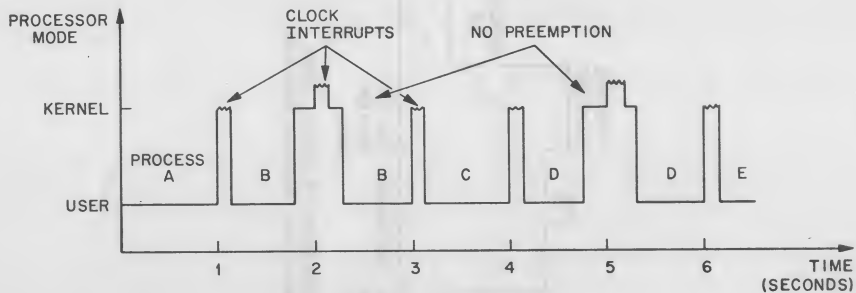 PROCESSOR
MODE
CLOCK
INTERRUPTS
NO PREEMPTION
KERNEL
PROCESS
A
B
B
C
D
D
E
USER
1
2
3
4
5
6
TIME
(SECONDS)